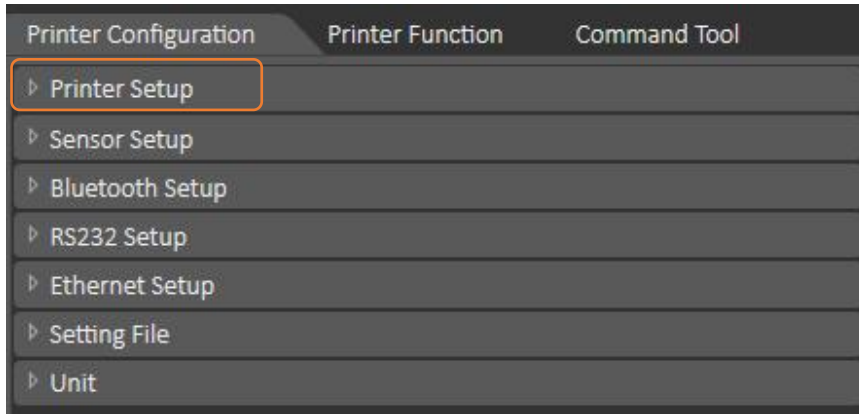 Printer Configuration Printer Function Command Tool
Printer Setup
Sensor Setup
Bluetooth Setup
RS232 Setup
Ethernet Setup
Setting File
Unit